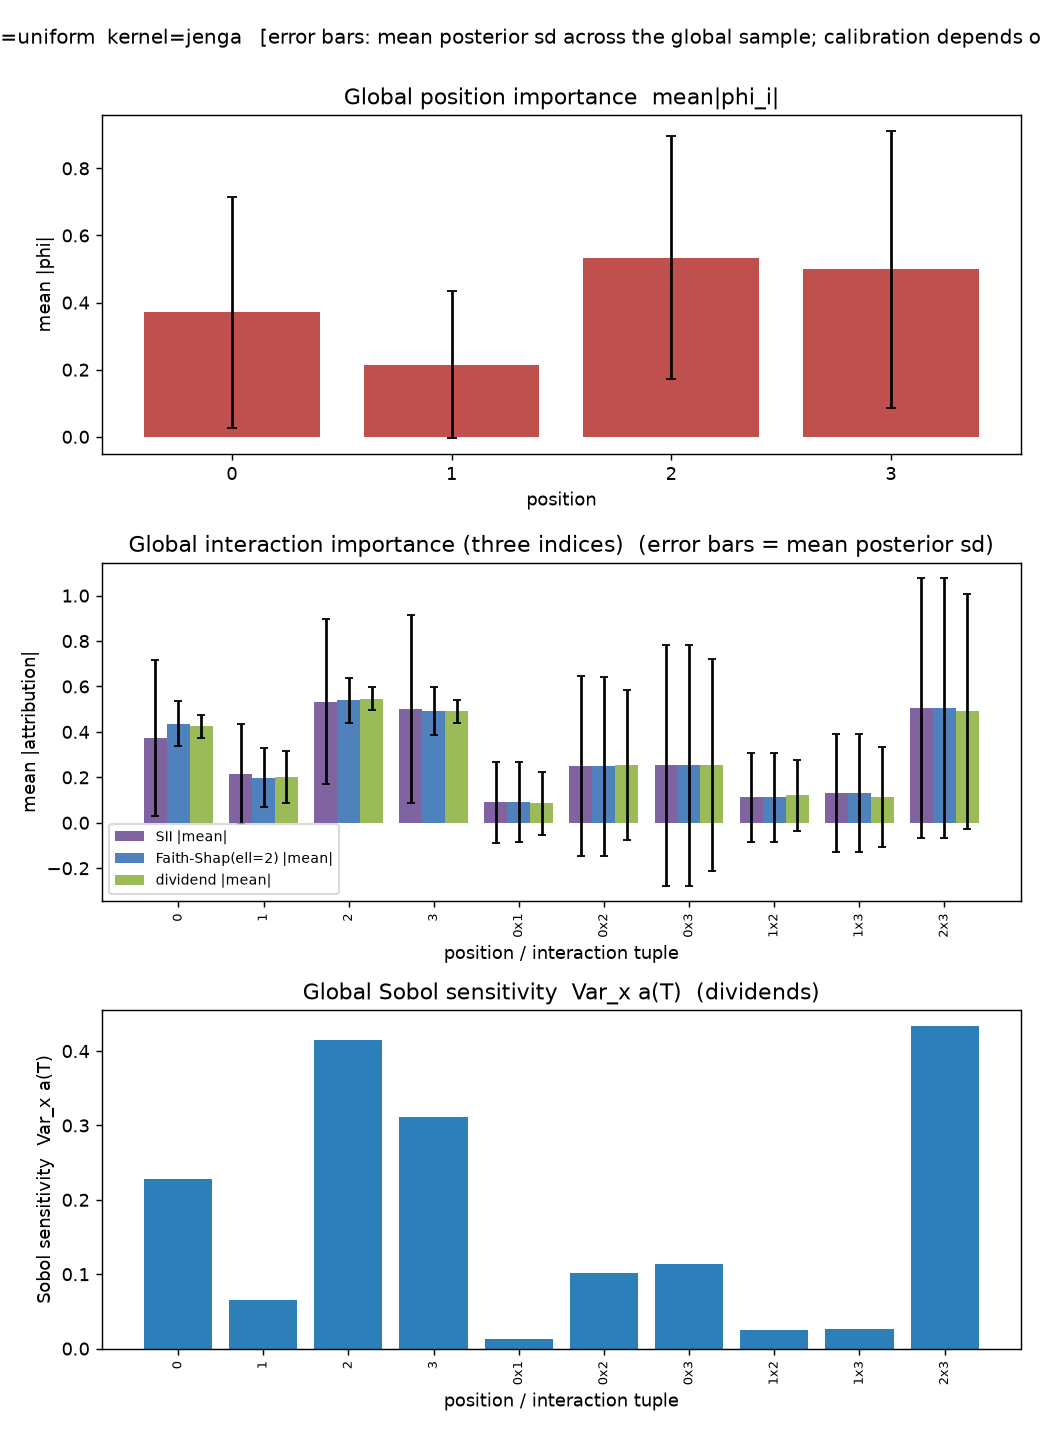 =uniform  kernel=jenga   [error bars: mean posterior sd across the global sample; calibration depends o
Global position importance  mean|phi_i|
mean |phi|
0.8
0.6
0.4
0.2
0.0
0 1 2 3
position
Global interaction importance (three indices)  (error bars = mean posterior sd)
mean |attribution|
1.0
0.8
0.6
0.4
0.2
0.0
−0.2
SII |mean|
Faith-Shap(ell=2) |mean|
dividend |mean|
0 1 2 3 0x1 0x2 0x3 1x2 1x3 2x3
position / interaction tuple
Global Sobol sensitivity  Var_x a(T)  (dividends)
Sobol sensitivity  Var_x a(T)
0.4
0.3
0.2
0.1
0.0
0 1 2 3 0x1 0x2 0x3 1x2 1x3 2x3
position / interaction tuple